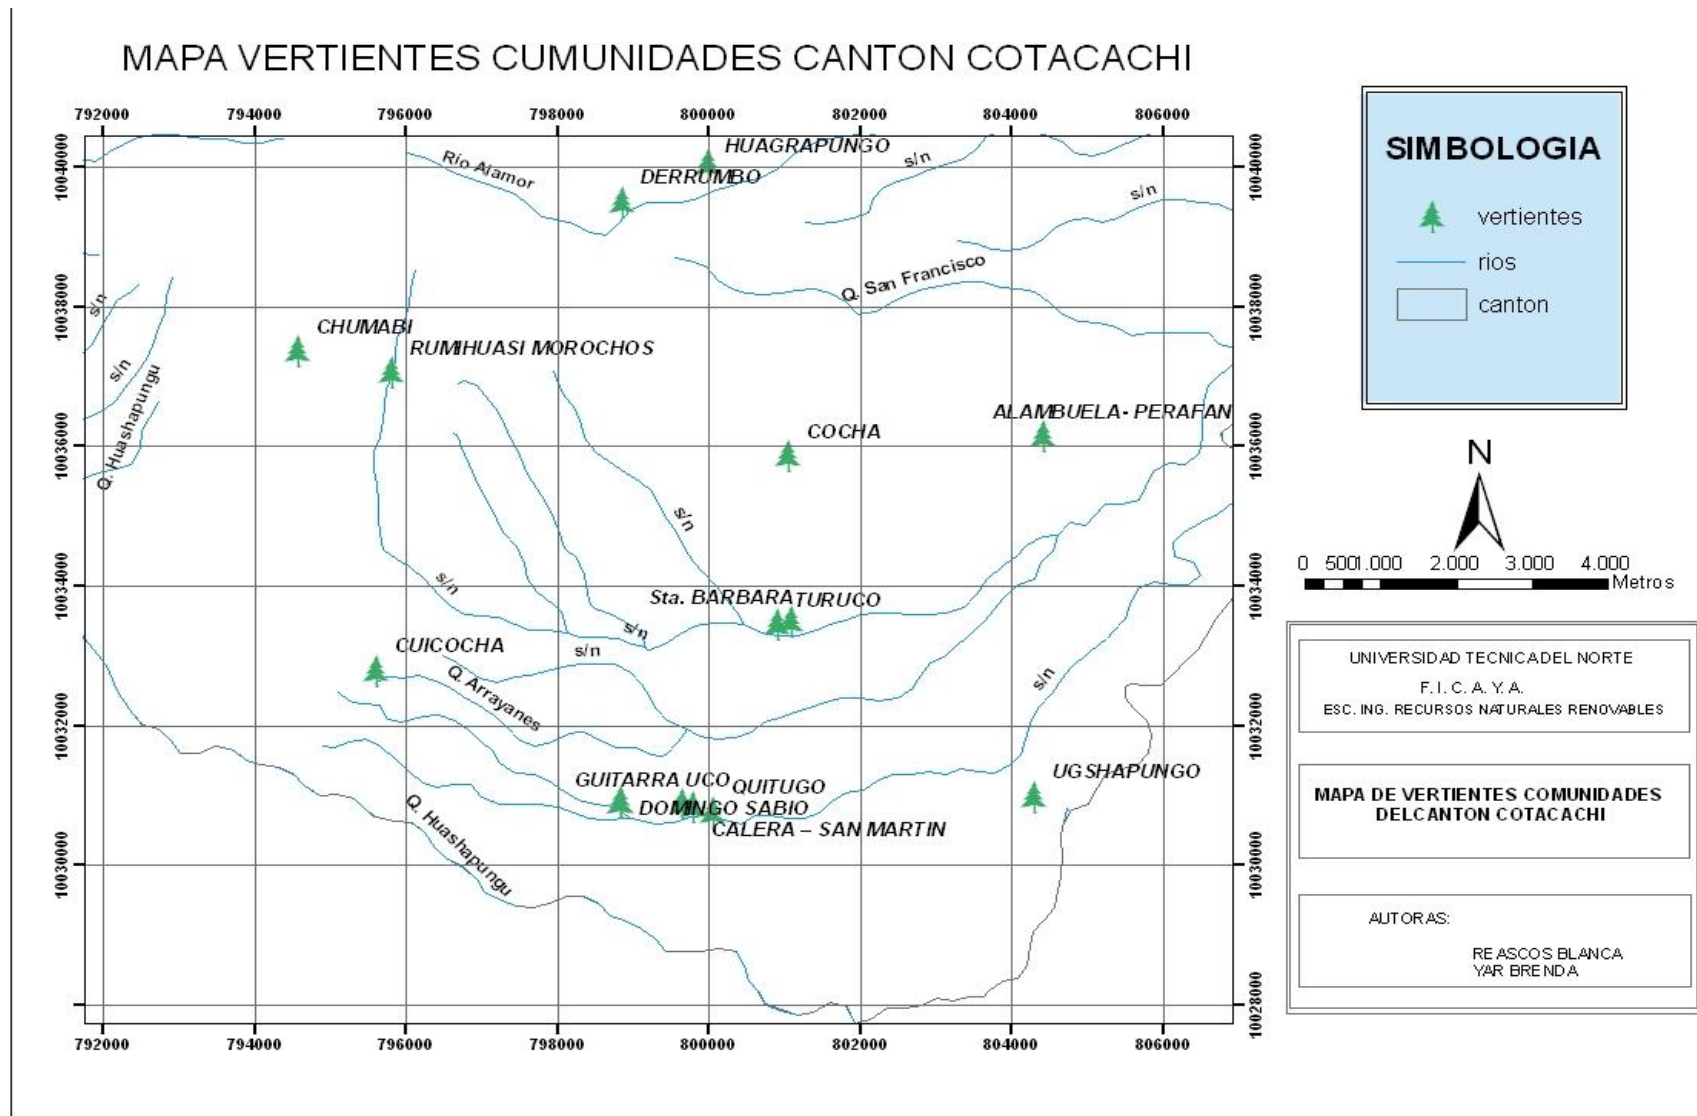 MAPA VERTIENTES CUMUNIDADES CANTON COTACACHI
792000 794000 796000 798000 800000 802000 804000 806000
10040000
10038000
10036000
10034000
10032000
10030000
HUAGRAPUNGO
DERRUMBO
Río Alamor
s/n
s/n
Q. San Francisco
s/n
s/n
Q. Huashapungu
CHUMABI
RUMIHUASI MOROCHOS
ALAMBUELA- PERAFAN
COCHA
s/n
s/n
Sta. BARBARA
TURUCO
s/n
s/n
CUICOCHA
Q. Arrayanes
s/n
UGSHAPUNGO
GUITARRA UCO
QUITUGO
DOMINGO SABIO
CALERA – SAN MARTIN
Q. Huashapungu
10040000
10038000
10036000
10034000
10032000
10030000
10028000
792000 794000 796000 798000 800000 802000 804000 806000
SIMBOLOGIA
vertientes
rios
canton
N
0 500 1.000 2.000 3.000 4.000
Metros
UNIVERSIDAD TECNICA DEL NORTE
F. I. C. A. Y. A.
ESC. ING. RECURSOS NATURALES RENOVABLES
MAPA DE VERTIENTES COMUNIDADES
DELCANTON COTACACHI
AUTORAS:
REASCOS BLANCA
YAR BRENDA